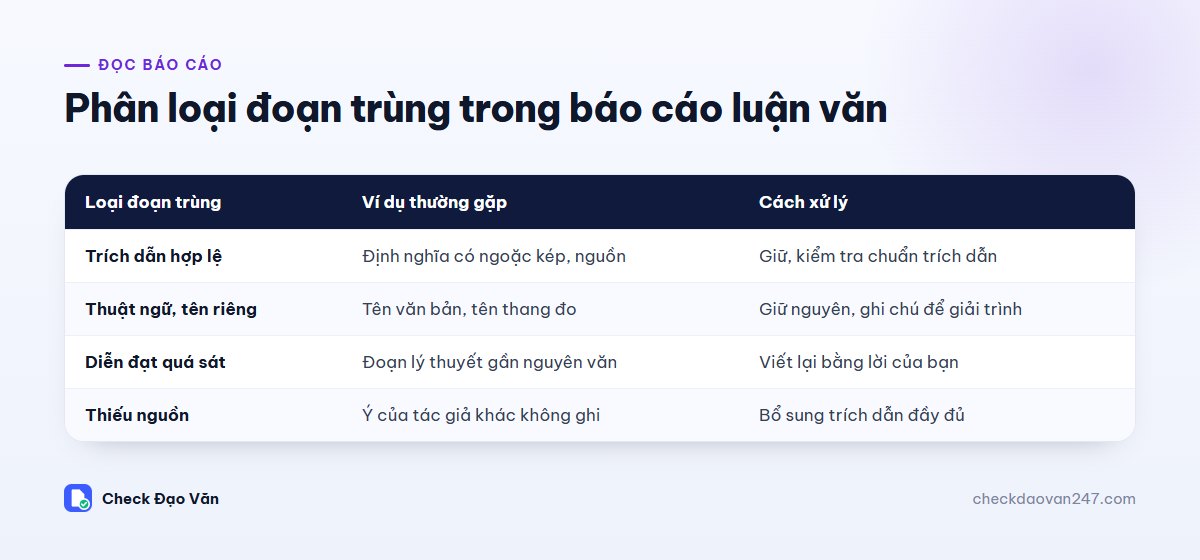 ĐỌC BÁO CÁO
Phân loại đoạn trùng trong báo cáo luận văn
Loại đoạn trùng Ví dụ thường gặp Cách xử lý
Trích dẫn hợp lệ Định nghĩa có ngoặc kép, nguồn Giữ, kiểm tra chuẩn trích dẫn
Thuật ngữ, tên riêng Tên văn bản, tên thang đo Giữ nguyên, ghi chú để giải trình
Diễn đạt quá sát Đoạn lý thuyết gần nguyên văn Viết lại bằng lời của bạn
Thiếu nguồn Ý của tác giả khác không ghi Bổ sung trích dẫn đầy đủ
Check Đạo Văn checkdaovan247.com